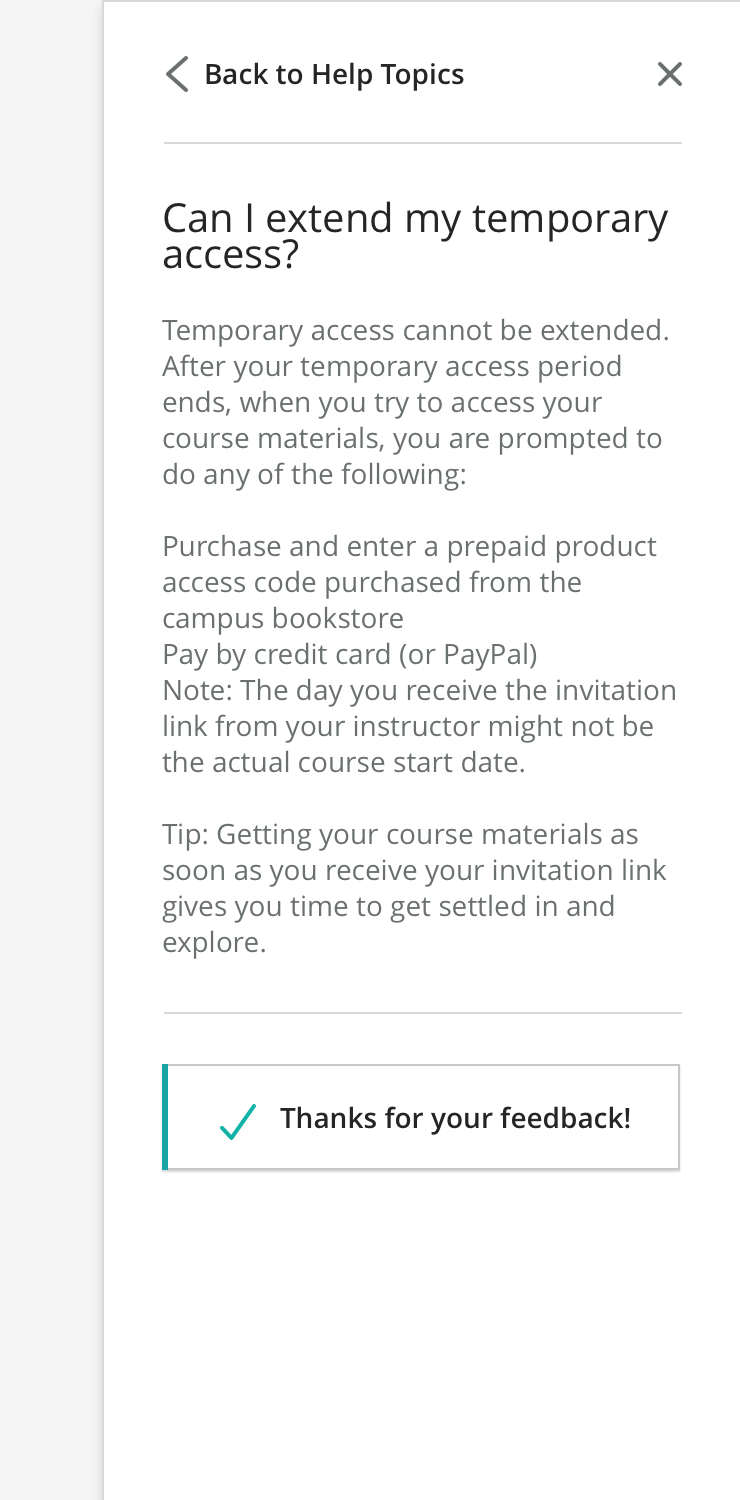 Back to Help Topics
Can I extend my temporary
access?
Temporary access cannot be extended.
After your temporary access period
ends, when you try to access your
course materials, you are prompted to
do any of the following:
Purchase and enter a prepaid product
access code purchased from the
campus bookstore
Pay by credit card (or PayPal)
Note: The day you receive the invitation
link from your instructor might not be
the actual course start date.
Tip: Getting your course materials as
soon as you receive your invitation link
gives you time to get settled in and
explore.
Thanks for your feedback!